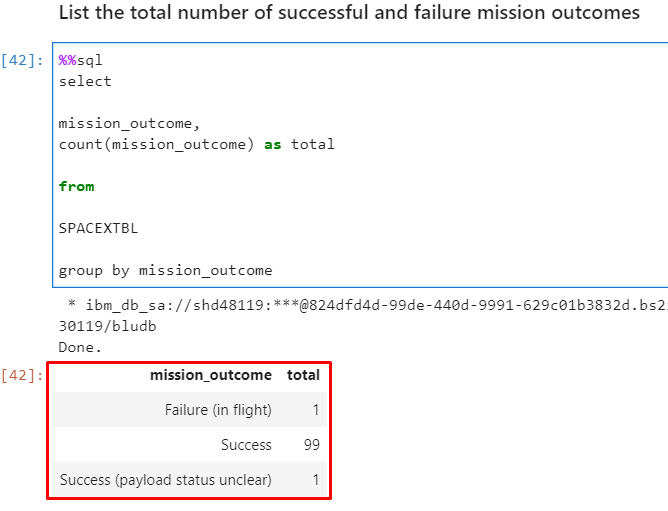 List the total number of successful and failure mission outcomes
[42]: %%sql
select
mission_outcome,
count(mission_outcome) as total
from
SPACEXTBL
group by mission_outcome
* ibm_db_sa://shd48119:***@824dfd4d-99de-440d-9991-629c01b3832d.bs2i
30119/bludb
Done.
[42]: mission_outcome total
Failure (in flight) 1
Success 99
Success (payload status unclear) 1